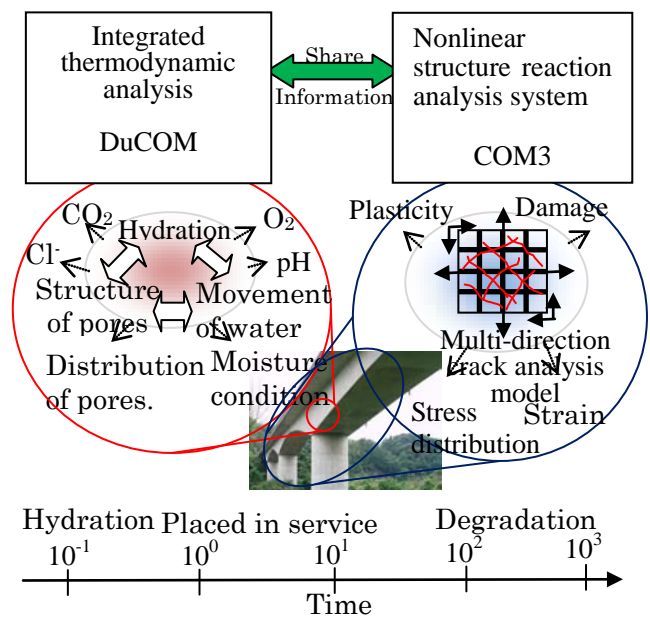 Integrated
thermodynamic
analysis
DuCOM
Share
Information
Nonlinear
structure reaction
analysis system
COM3
CO2
Hydration
O2
Cl-
pH
Structure
of pores
Movement
of water
Distribution
of pores.
Moisture
condition
Plasticity
Damage
Multi-direction
crack analysis
model
Stress
distribution
Strain
Hydration
Placed in service
Degradation
10-1
100
101
102
103
Time